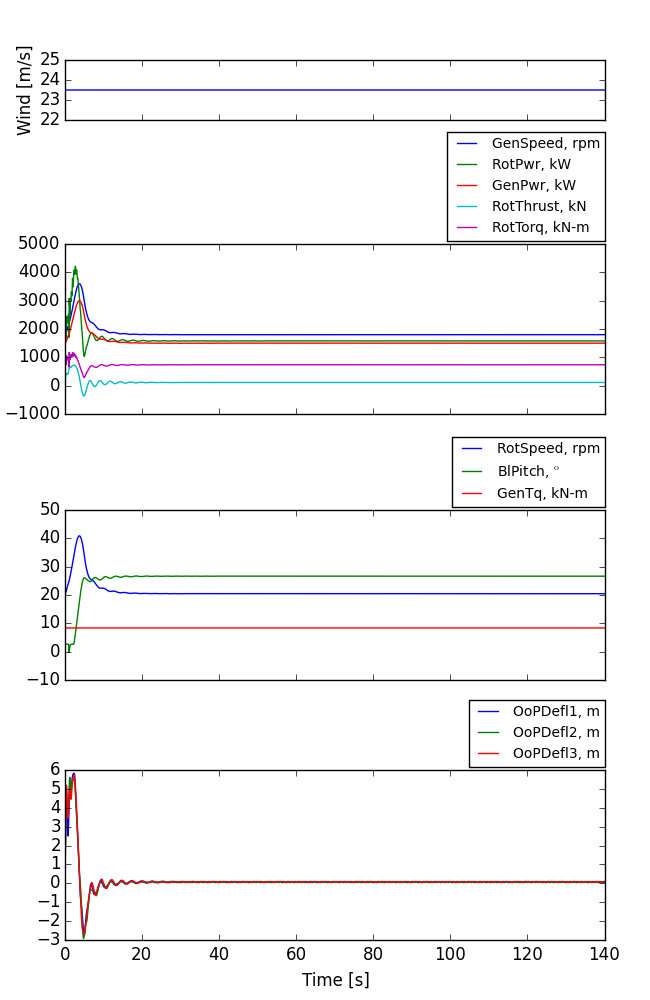 Wind [m/s]
25
24
23
22
GenSpeed, rpm
RotPwr, kW
GenPwr, kW
RotThrust, kN
RotTorq, kN-m
5000
4000
3000
2000
1000
0
−1000
RotSpeed, rpm
BlPitch, °
GenTq, kN-m
50
40
30
20
10
0
−10
OoPDefl1, m
OoPDefl2, m
OoPDefl3, m
6
5
4
3
2
1
0
−1
−2
−3
0 20 40 60 80 100 120 140
Time [s]